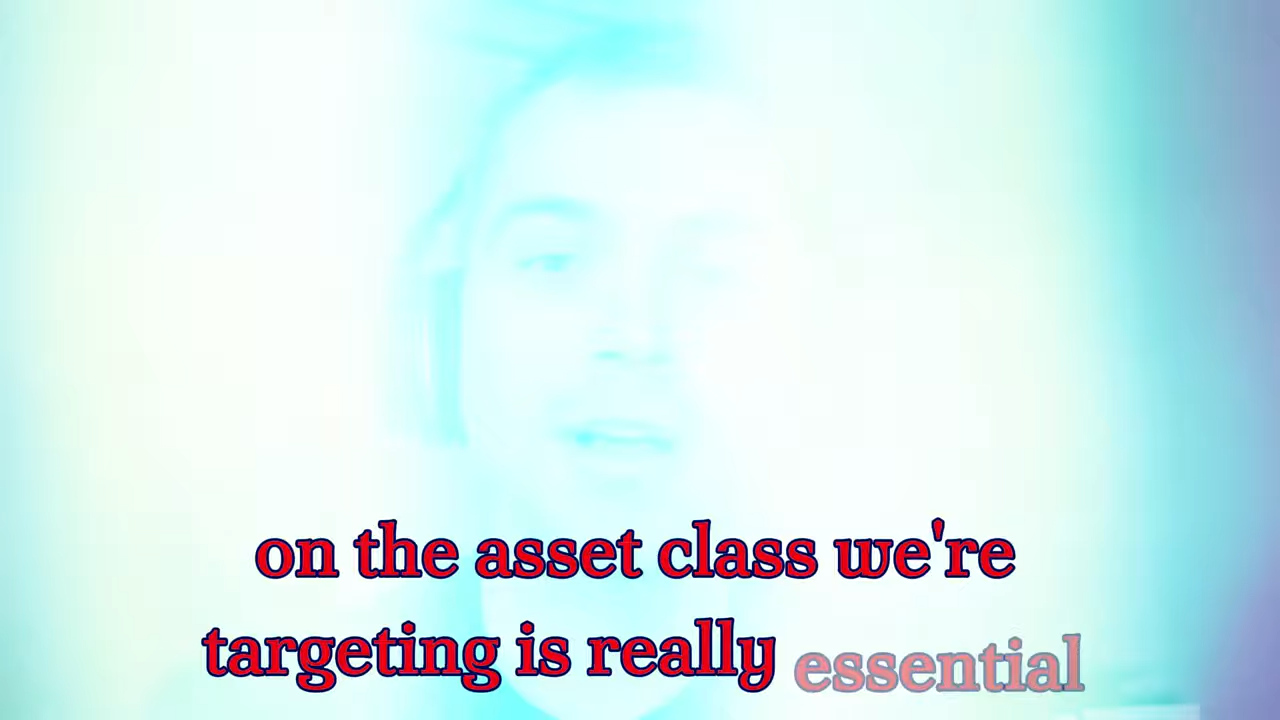 on the asset class we're
targeting is really essential